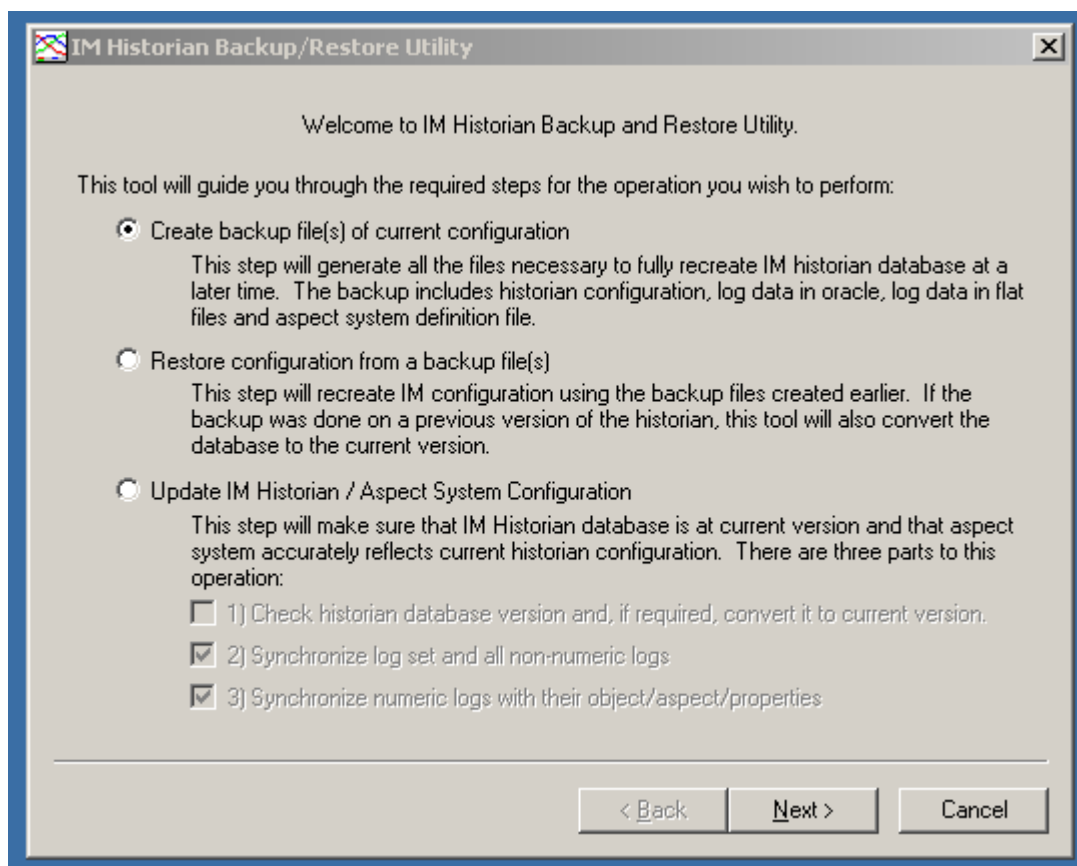 IM Historian Backup/Restore Utility
Welcome to IM Historian Backup and Restore Utility.
This tool will guide you through the required steps for the operation you wish to perform:
Create backup file(s) of current configuration
This step will generate all the files necessary to fully recreate IM historian database at a
later time. The backup includes historian configuration, log data in oracle, log data in flat
files and aspect system definition file.
Restore configuration from a backup file(s)
This step will recreate IM configuration using the backup files created earlier. If the
backup was done on a previous version of the historian, this tool will also convert the
database to the current version.
Update IM Historian / Aspect System Configuration
This step will make sure that IM Historian database is at current version and that aspect
system accurately reflects current historian configuration. There are three parts to this
operation:
1) Check historian database version and, if required, convert it to current version.
2) Synchronize log set and all non-numeric logs
3) Synchronize numeric logs with their object/aspect/properties
< Back
Next >
Cancel